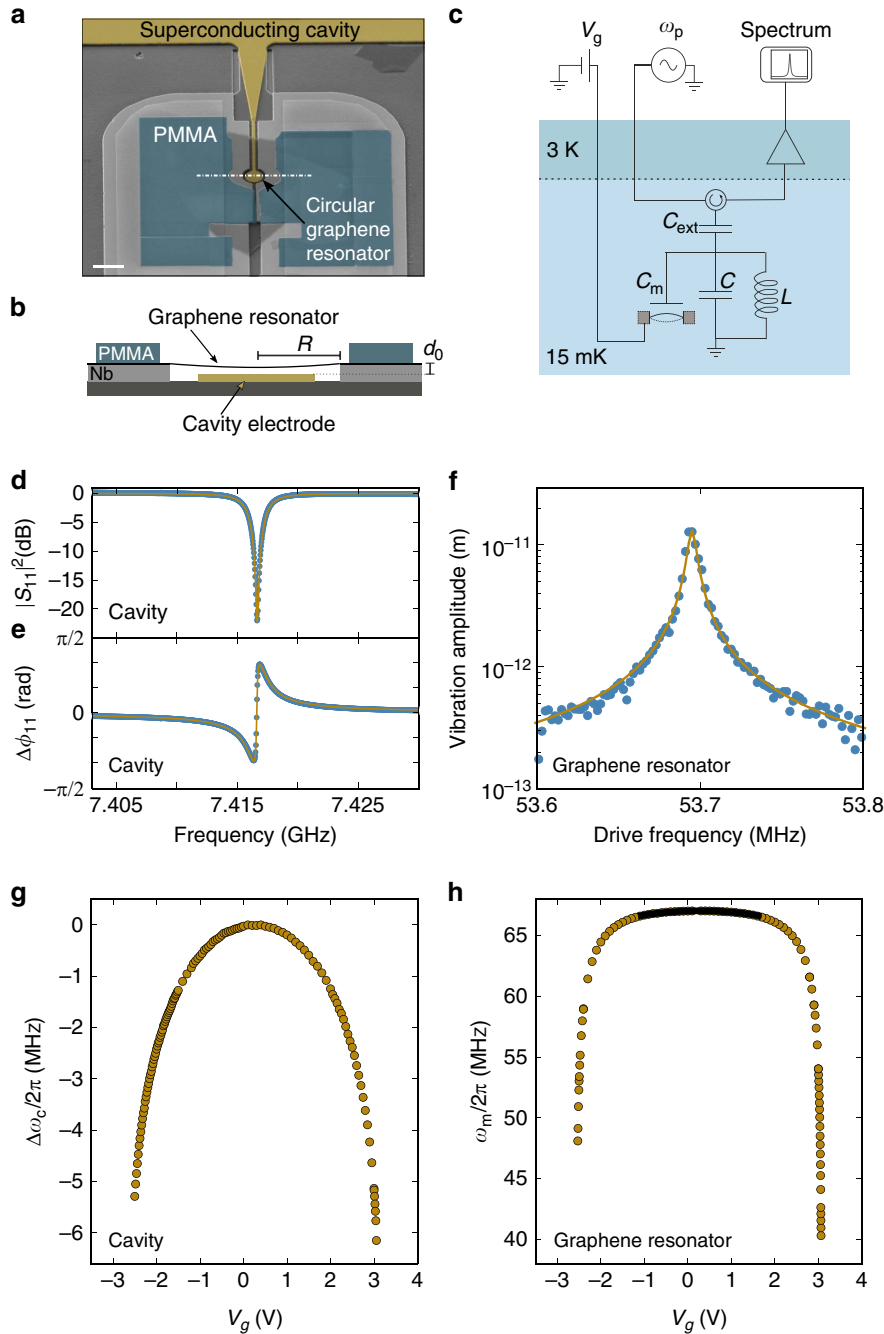 a
Superconducting cavity
PMMA
Circular
graphene
resonator
b
Graphene resonator
R
d0
PMMA
Nb
Cavity electrode
c
Vg
ωp
Spectrum
3 K
Cext
Cm
C
L
15 mK
d
0
−5
−10
−15
−20
|S11|²(dB)
Cavity
e
π/2
0
−π/2
Δϕ11 (rad)
Cavity
7.405
7.415
7.425
Frequency (GHz)
f
10⁻¹¹
10⁻¹²
10⁻¹³
Vibration amplitude (m)
Graphene resonator
53.6
53.7
53.8
Drive frequency (MHz)
g
0
−1
−2
−3
−4
−5
−6
Δωc/2π (MHz)
Cavity
−3 −2 −1 0 1 2 3 4
Vg (V)
h
65
60
55
50
45
40
ωm/2π (MHz)
Graphene resonator
−3 −2 −1 0 1 2 3 4
Vg (V)